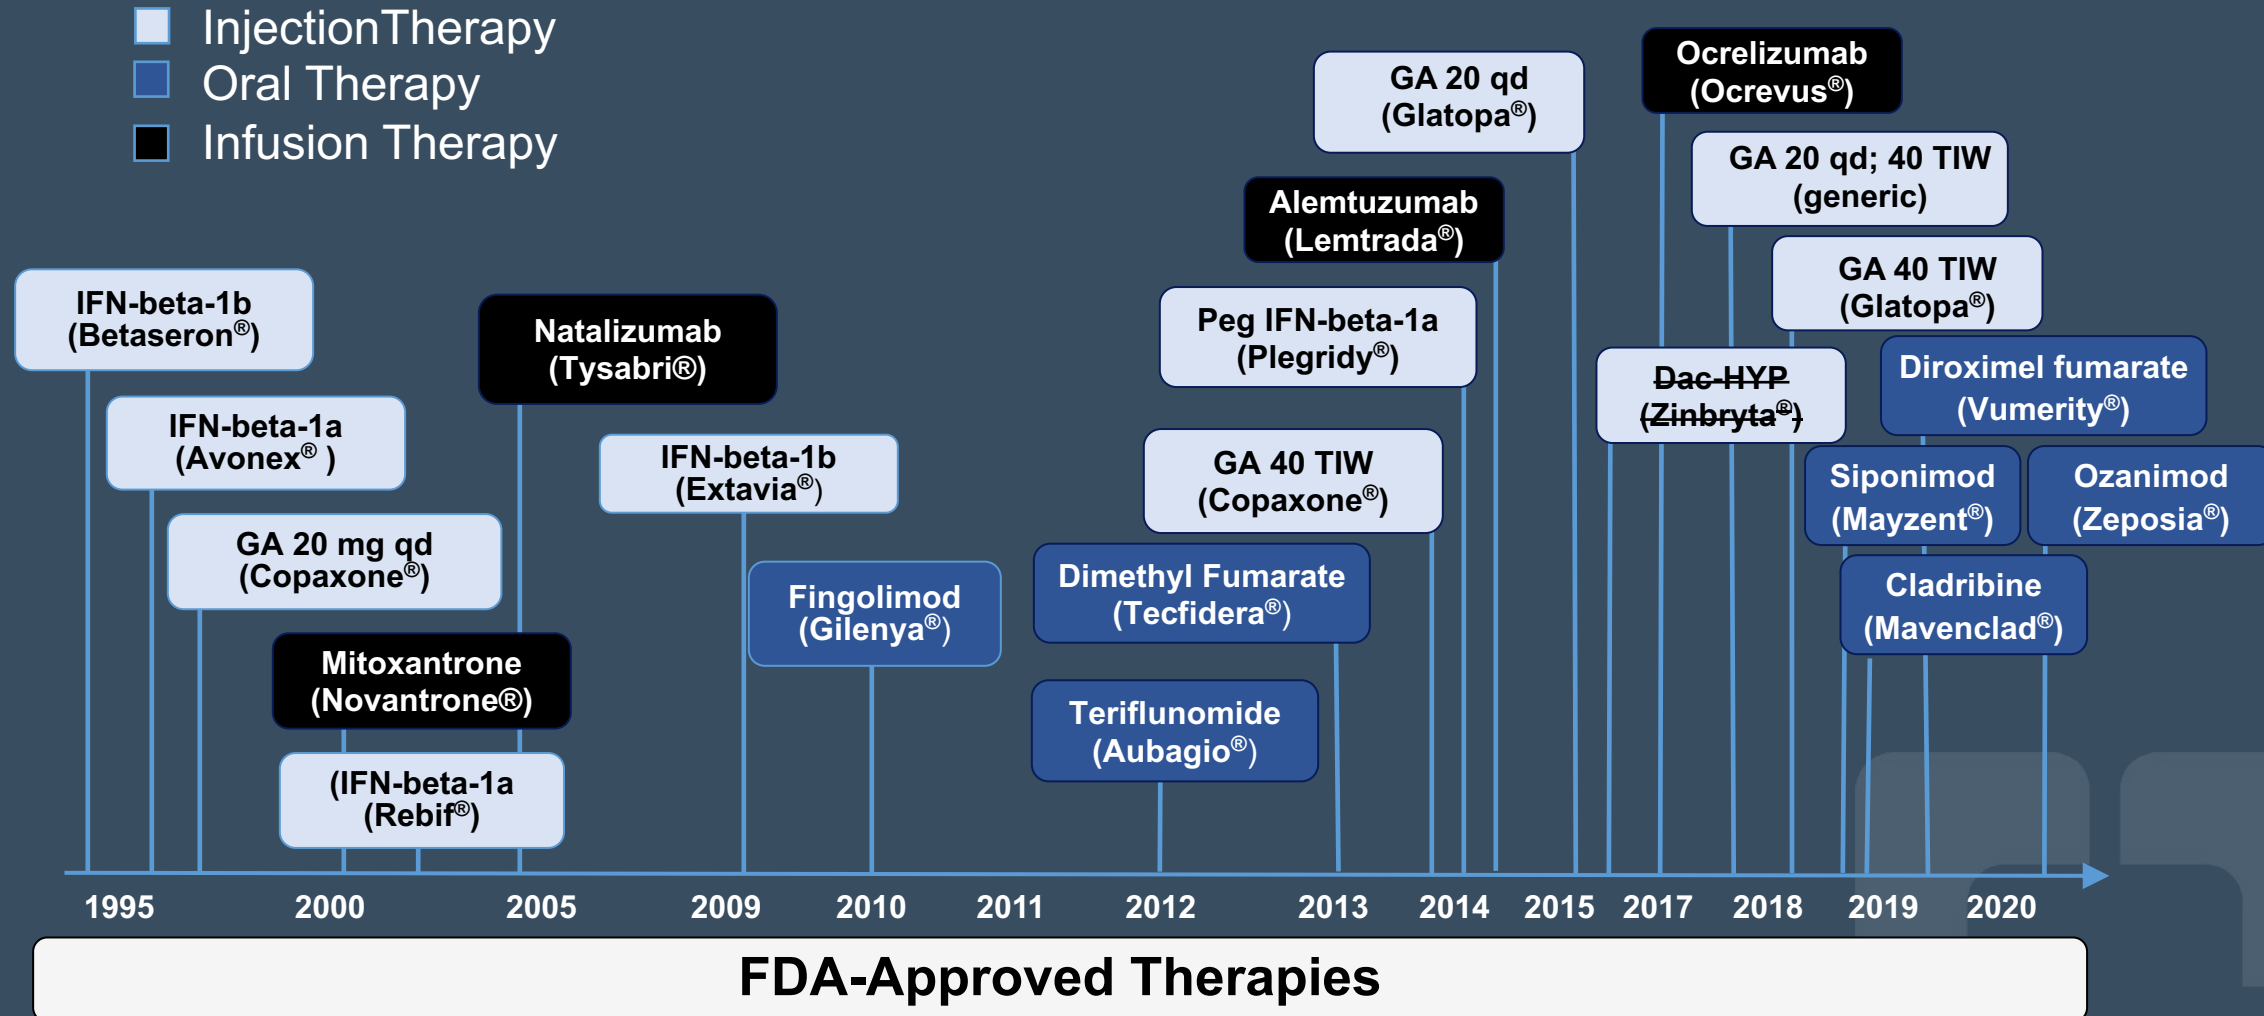 InjectionTherapy
Oral Therapy
Infusion Therapy
IFN-beta-1b
(Betaseron®)
IFN-beta-1a
(Avonex® )
GA 20 mg qd
(Copaxone®)
Mitoxantrone
(Novantrone®)
(IFN-beta-1a
(Rebif®)
Natalizumab
(Tysabri®)
IFN-beta-1b
(Extavia®)
Fingolimod
(Gilenya®)
GA 20 qd
(Glatopa®)
Alemtuzumab
(Lemtrada®)
Peg IFN-beta-1a
(Plegridy®)
GA 40 TIW
(Copaxone®)
Dimethyl Fumarate
(Tecfidera®)
Teriflunomide
(Aubagio®)
Ocrelizumab
(Ocrevus®)
GA 20 qd; 40 TIW
(generic)
GA 40 TIW
(Glatopa®)
Dac-HYP
(Zinbryta®)
Diroximel fumarate
(Vumerity®)
Siponimod
(Mayzent®)
Ozanimod
(Zeposia®)
Cladribine
(Mavenclad®)
1995 2000 2005 2009 2010 2011 2012 2013 2014 2015 2017 2018 2019 2020
FDA-Approved Therapies